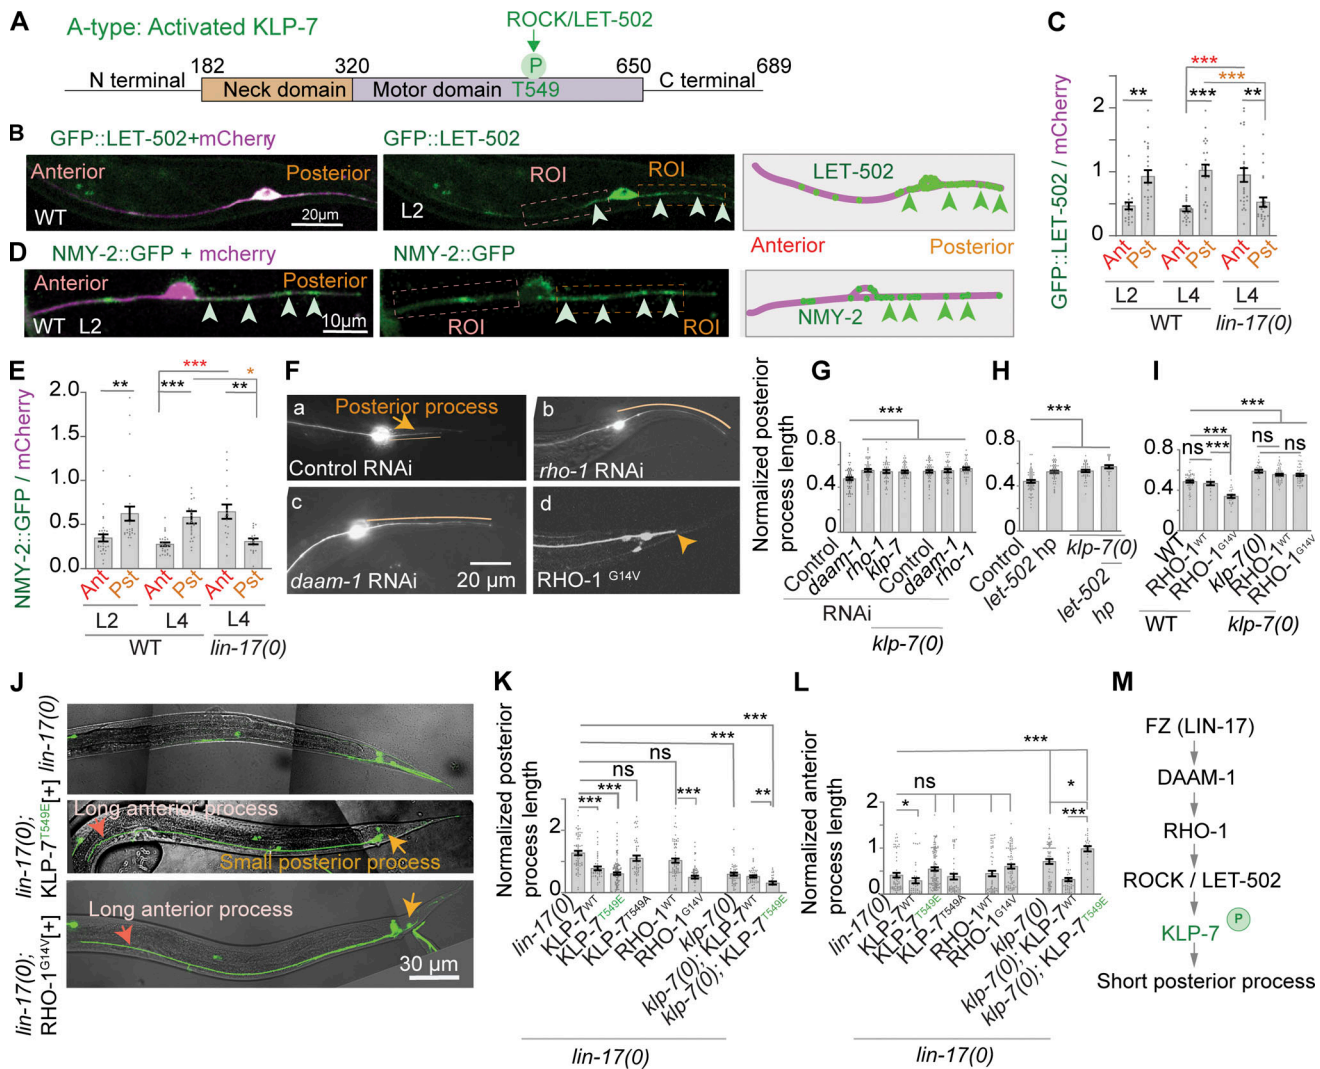 A
A-type: Activated KLP-7
ROCK/LET-502
P
N terminal
182
320
650
C terminal
689
Neck domain
Motor domain
T549
B
GFP::LET-502+mCherry
GFP::LET-502
Anterior
Posterior
WT
20µm
ROI
ROI
L2
LET-502
Anterior
Posterior
D
NMY-2::GFP + mcherry
NMY-2::GFP
Anterior
Posterior
WT L2
10µm
ROI
ROI
NMY-2
C
GFP::LET-502 / mCherry
2
1
0
**
***
***
***
**
Ant
Pst
Ant
Pst
Ant
Pst
L2
L4
L4
WT
lin-17(0)
E
NMY-2::GFP / mCherry
2.0
1.5
1.0
0.5
0
**
***
***
*
**
Ant
Pst
Ant
Pst
Ant
Pst
L2
L4
L4
WT
lin-17(0)
F
a
Posterior process
Control RNAi
b
rho-1 RNAi
c
daam-1 RNAi
20 µm
d
RHO-1 G14V
G
Normalized posterior
process length
0.8
0.4
0
***
Control
daam-1
rho-1
klp-7
Control
daam-1
rho-1
RNAi
klp-7(0)
H
0.8
0.4
0
***
Control
let-502 hp
klp-7(0)
let-502
hp
I
0.8
0.4
0
***
***
ns
***
ns
ns
WT
RHO-1WT
RHO-1G14V
klp-7(0)
RHO-1WT
RHO-1G14V
WT
klp-7(0)
J
lin-17(0)
lin-17(0);
KLP-7T549E[+]
Long anterior process
Small posterior process
lin-17(0);
RHO-1G14V[+]
Long anterior process
30 µm
K
Normalized posterior
process length
2
1
0
***
***
ns
ns
***
***
***
**
lin-17(0)
KLP-7WT
KLP-7T549E
KLP-7T549A
RHO-1WT
RHO-1G14V
klp-7(0)
klp-7(0); KLP-7WT
klp-7(0); KLP-7T549E
lin-17(0)
L
Normalized anterior
process length
2
1
0
***
ns
*
*
***
lin-17(0)
KLP-7WT
KLP-7T549E
KLP-7T549A
RHO-1WT
RHO-1G14V
klp-7(0)
klp-7(0); KLP-7WT
klp-7(0); KLP-7T549E
lin-17(0)
M
FZ (LIN-17)
DAAM-1
RHO-1
ROCK / LET-502
KLP-7
P
Short posterior process